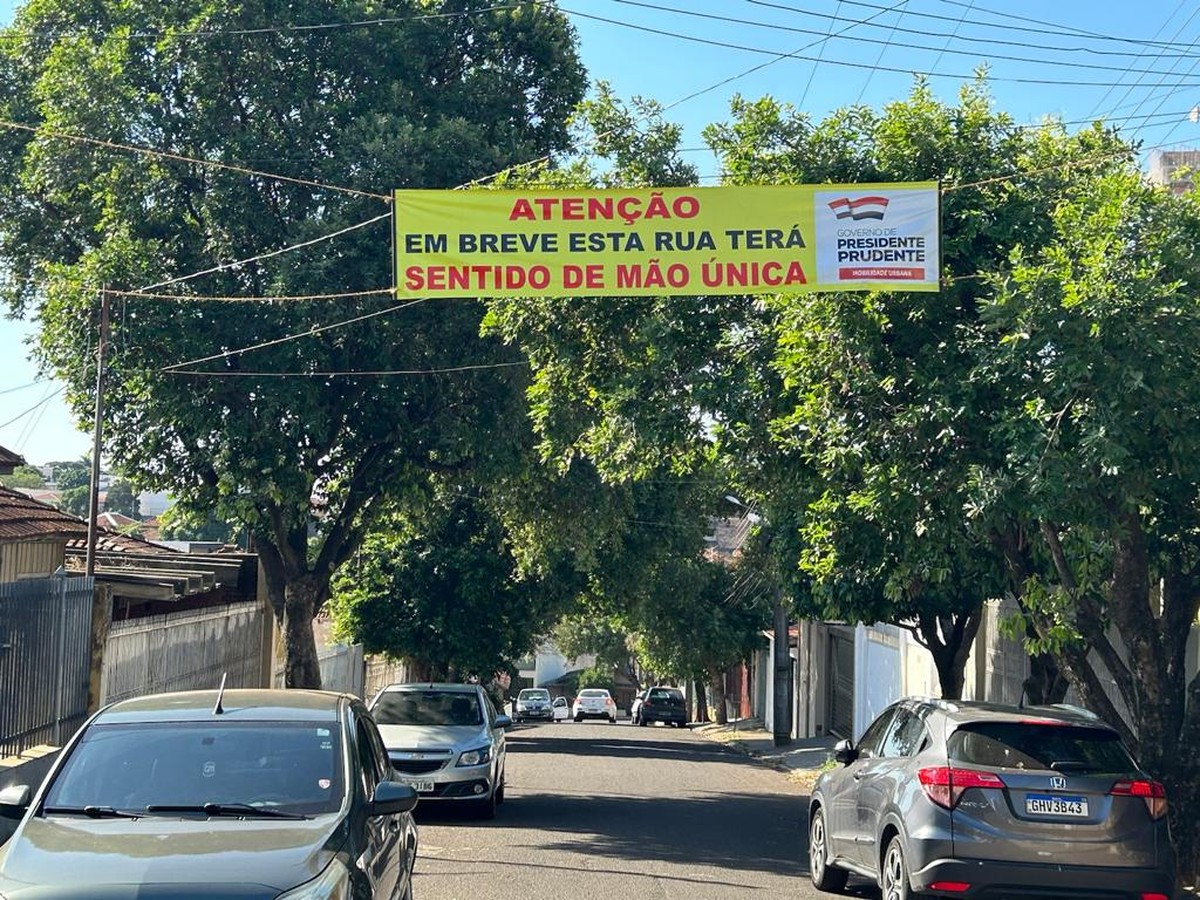 ATENÇÃO
EM BREVE ESTA RUA TERÁ
SENTIDO DE MÃO ÚNICA
GOVERNO DE
PRESIDENTE
PRUDENTE
MOBILIDADE URBANA
GHV3B43